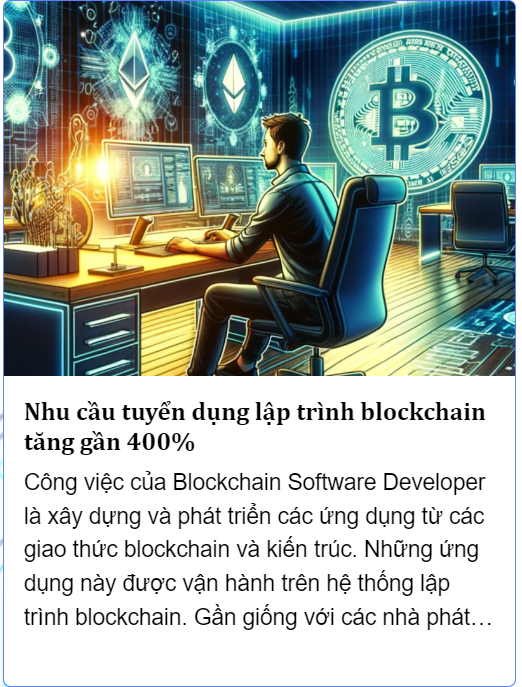 Nhu cầu tuyển dụng lập trình blockchain
tăng gần 400%
Công việc của Blockchain Software Developer
là xây dựng và phát triển các ứng dụng từ các
giao thức blockchain và kiến trúc. Những ứng
dụng này được vận hành trên hệ thống lập
trình blockchain. Gần giống với các nhà phát...